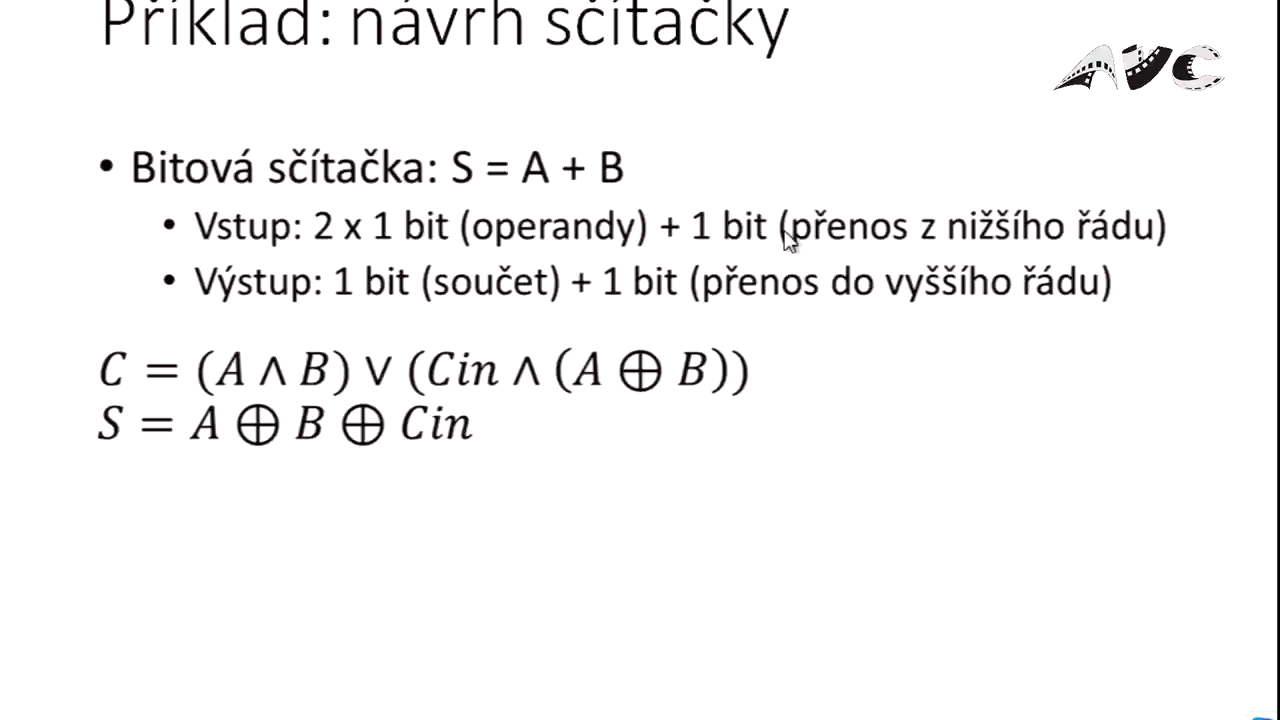 Příklad: návrh sčítačky
AVC
• Bitová sčítačka: S = A + B
• Vstup: 2 x 1 bit (operandy) + 1 bit (přenos z nižšího řádu)
• Výstup: 1 bit (součet) + 1 bit (přenos do vyššího řádu)
C = (A ∧ B) ∨ (Cin ∧ (A ⊕ B))
S = A ⊕ B ⊕ Cin